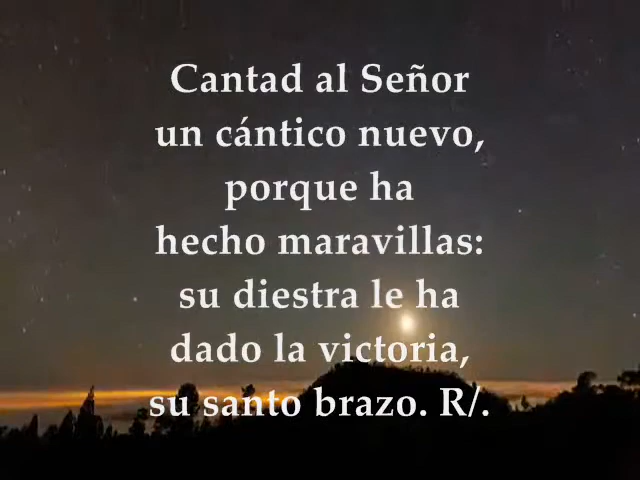 Cantad al Señor
un cántico nuevo,
porque ha
hecho maravillas:
su diestra le ha
dado la victoria,
su santo brazo. R/.